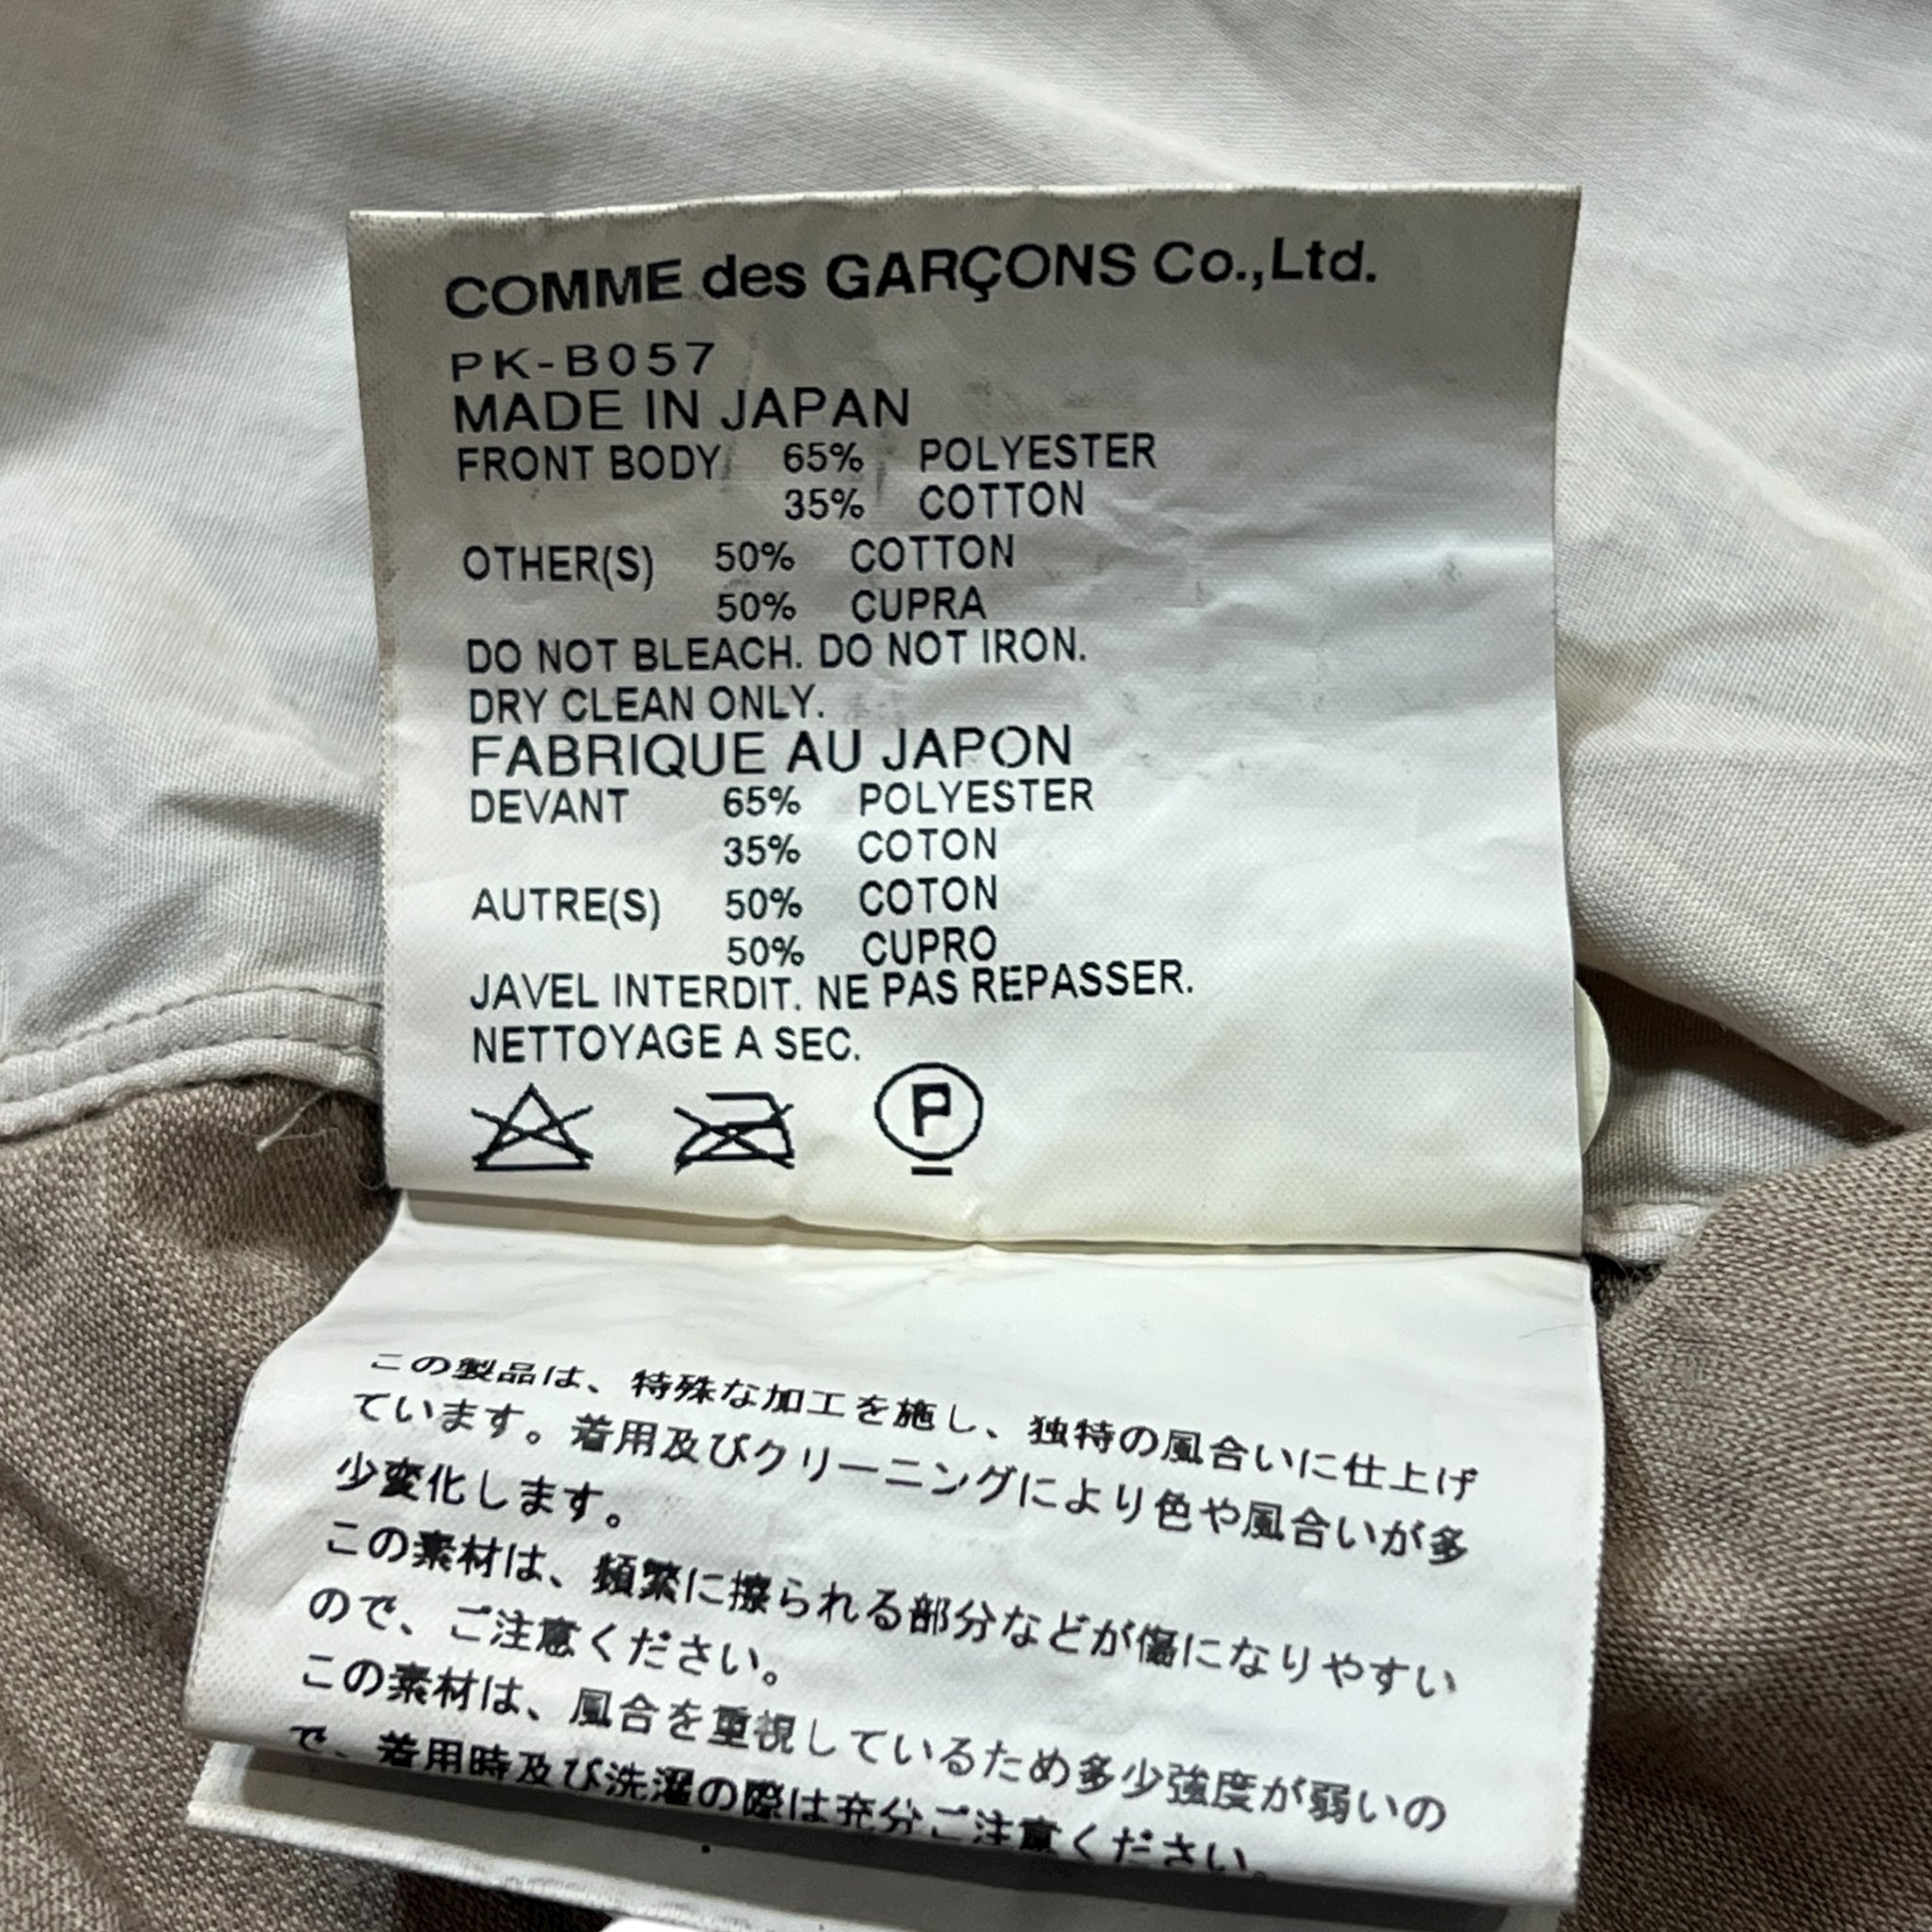 COMME des GARÇONS Co.,Ltd.
PK-B057
MADE IN JAPAN
FRONT BODY 65% POLYESTER
35% COTTON
OTHER(S) 50% COTTON
50% CUPRA
DO NOT BLEACH. DO NOT IRON.
DRY CLEAN ONLY.
FABRIQUE AU JAPON
DEVANT 65% POLYESTER
35% COTON
AUTRE(S) 50% COTON
50% CUPRO
JAVEL INTERDIT. NE PAS REPASSER.
NETTOYAGE A SEC.
P
この製品は、特殊な加工を施し、独特の風合いに仕上げ
ています。着用及びクリーニングにより色や風合いが多
少変化します。
この素材は、頻繁に擦られる部分などが傷になりやすい
ので、ご注意ください。
この素材は、風合を重視しているため多少強度が弱いの
で、着用時及び洗濯の際は充分ご注意ください。